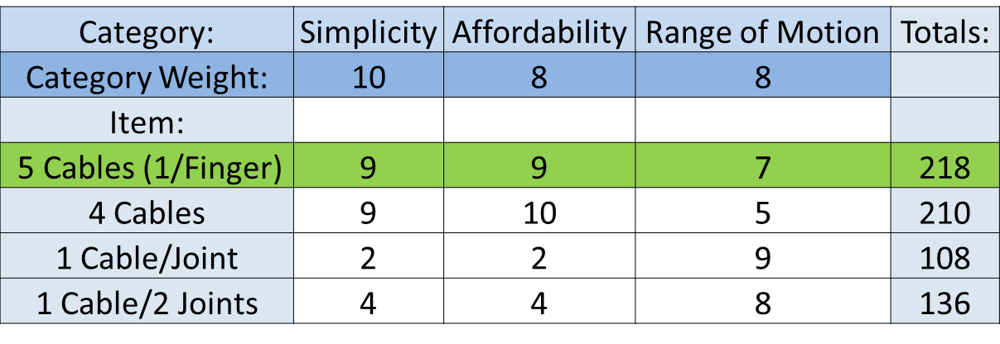 Category: Simplicity Affordability Range of Motion Totals:
Category Weight: 10 8 8
Item:
5 Cables (1/Finger) 9 9 7 218
4 Cables 9 10 5 210
1 Cable/Joint 2 2 9 108
1 Cable/2 Joints 4 4 8 136